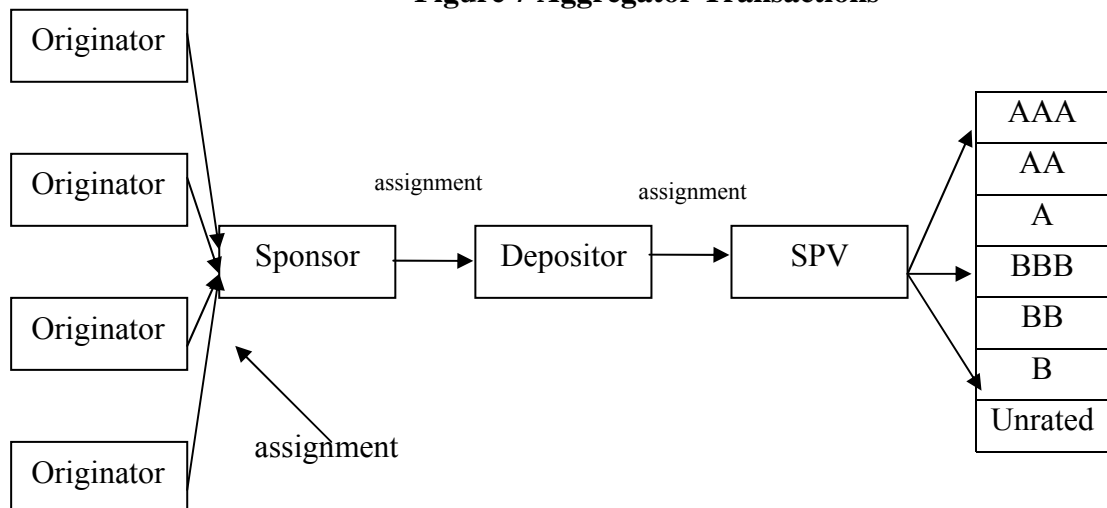 Figure 7 Aggregator Transactions
Originator
Originator
Originator
Originator
assignment
Sponsor
assignment
Depositor
assignment
SPV
AAA
AA
A
BBB
BB
B
Unrated